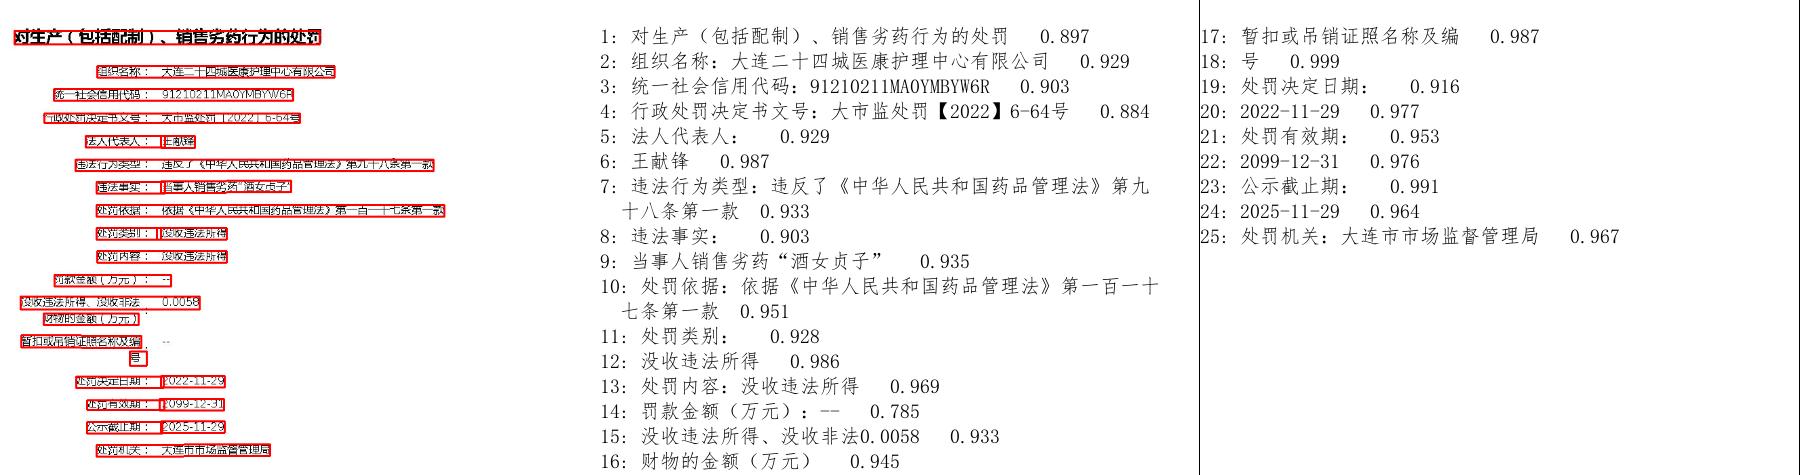 对生产（包括配制）、销售劣药行为的处罚
组织名称： 大连二十四城医康护理中心有限公司
统一社会信用代码： 91210211MA0YMBYW6R
行政处罚决定书文号： 大市监处罚【2022】6-64号
法人代表人： 王献锋
违法行为类型： 违反了《中华人民共和国药品管理法》第九十八条第一款
违法事实： 当事人销售劣药“酒女贞子”
处罚依据： 依据《中华人民共和国药品管理法》第一百一十七条第一款
处罚类别： 没收违法所得
处罚内容： 没收违法所得
罚款金额（万元）： --
没收违法所得、没收非法 0.0058
财物的金额（万元）：
暂扣或吊销证照名称及编 --
号：
处罚决定日期： 2022-11-29
处罚有效期： 2099-12-31
公示截止期： 2025-11-29
处罚机关： 大连市市场监督管理局
1: 对生产（包括配制）、销售劣药行为的处罚 0.897
2: 组织名称：大连二十四城医康护理中心有限公司 0.929
3: 统一社会信用代码：91210211MA0YMBYW6R 0.903
4: 行政处罚决定书文号：大市监处罚【2022】6-64号 0.884
5: 法人代表人： 0.929
6: 王献锋 0.987
7: 违法行为类型：违反了《中华人民共和国药品管理法》第九
十八条第一款 0.933
8: 违法事实： 0.903
9: 当事人销售劣药“酒女贞子” 0.935
10: 处罚依据：依据《中华人民共和国药品管理法》第一百一十
七条第一款 0.951
11: 处罚类别： 0.928
12: 没收违法所得 0.986
13: 处罚内容：没收违法所得 0.969
14: 罚款金额（万元）：-- 0.785
15: 没收违法所得、没收非法0.0058 0.933
16: 财物的金额（万元） 0.945
17: 暂扣或吊销证照名称及编 0.987
18: 号 0.999
19: 处罚决定日期： 0.916
20: 2022-11-29 0.977
21: 处罚有效期： 0.953
22: 2099-12-31 0.976
23: 公示截止期： 0.991
24: 2025-11-29 0.964
25: 处罚机关：大连市市场监督管理局 0.967